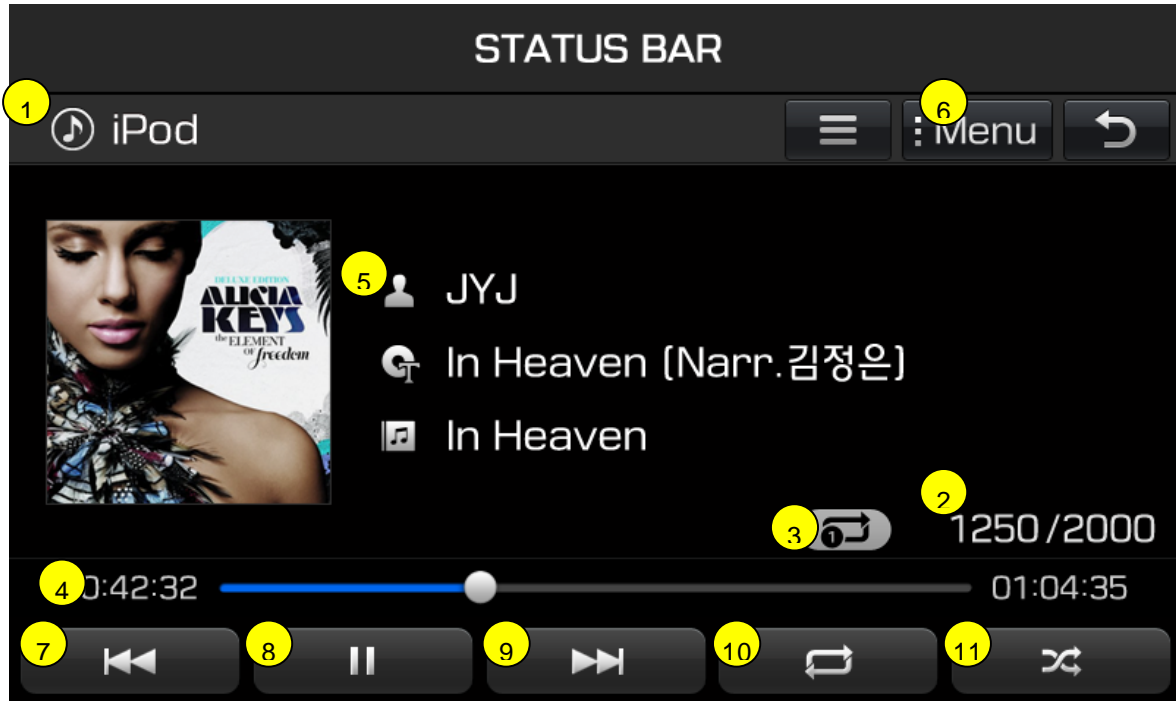 STATUS BAR
1
iPod
6
Menu
DELUXE EDITION
ALICIA
KEYS
the ELEMENT
OF freedom
5
JYJ
In Heaven (Narr.김정은)
In Heaven
2
3
1
1250/2000
4
0:42:32
01:04:35
7
8
9
10
11